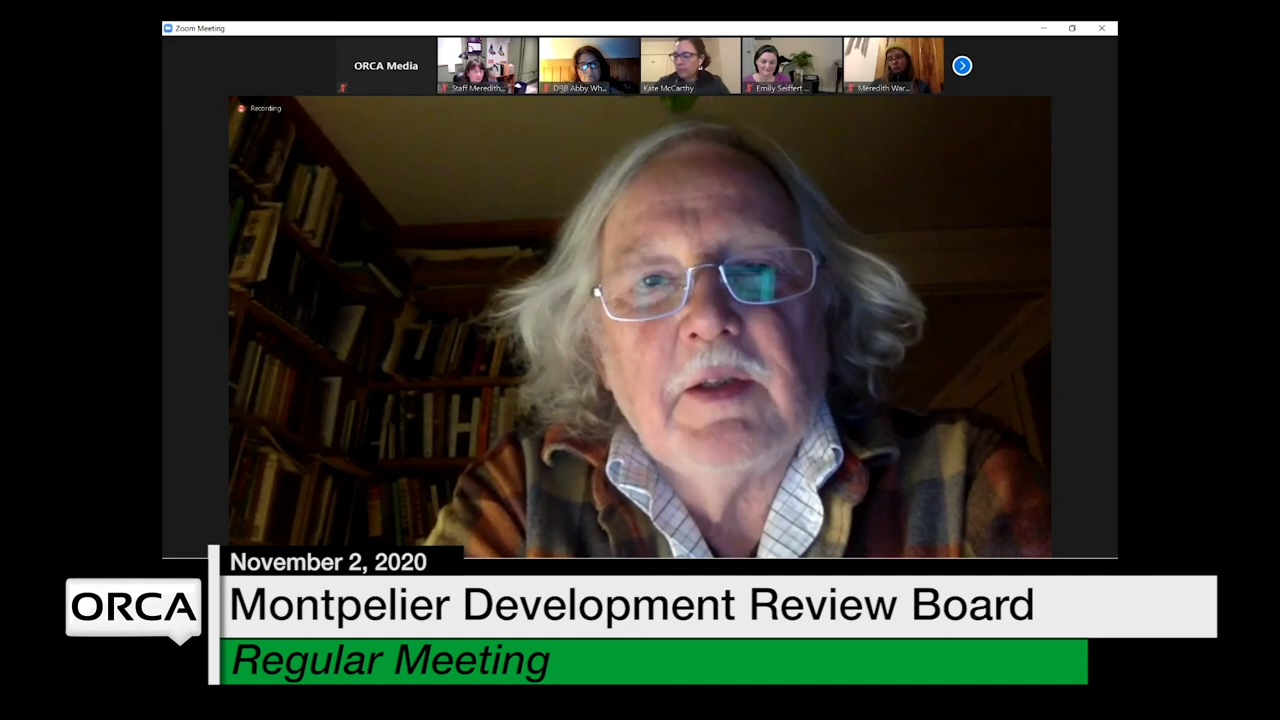 Zoom Meeting
ORCA Media
Staff Meredith...
DRB Abby Wh...
Kate McCarthy
Emily Seiffert ...
Meredith War...
Recording
November 2, 2020
ORCA
Montpelier Development Review Board
Regular Meeting